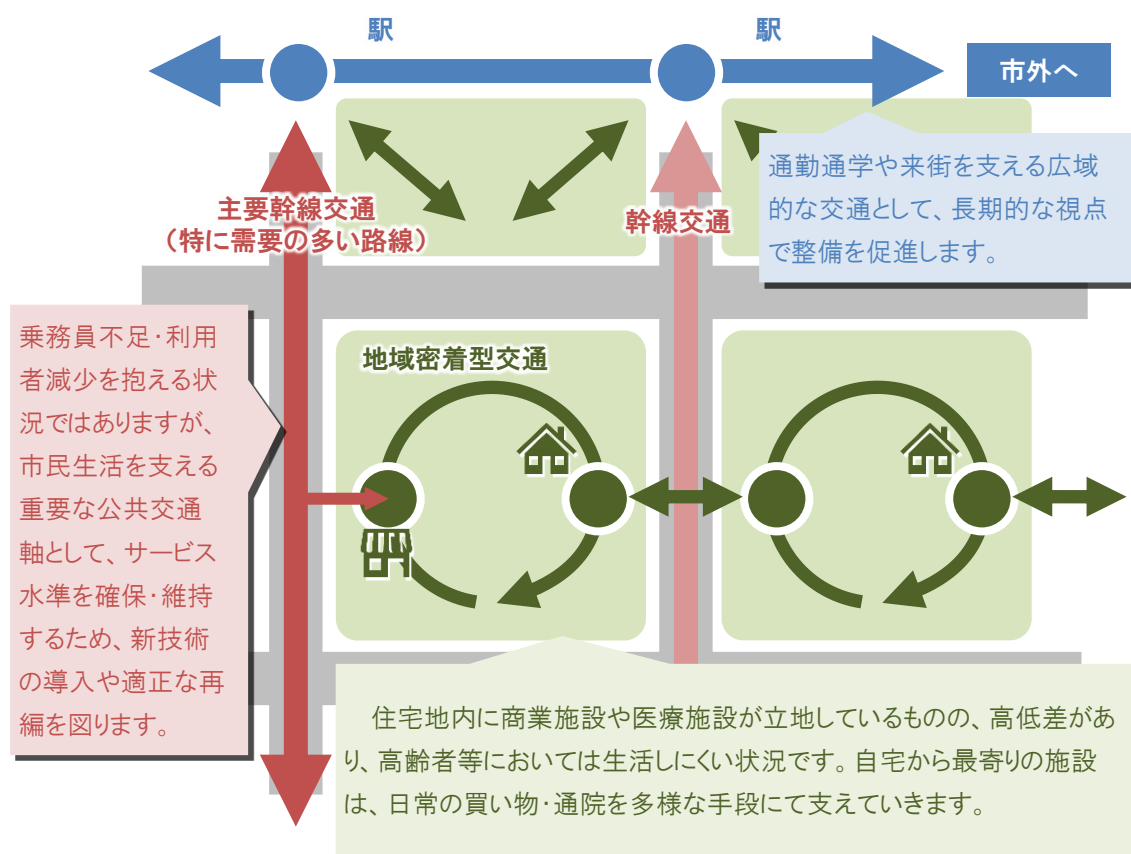 駅
駅
市外へ
通勤通学や来街を支える広域
的な交通として、長期的な視点
で整備を促進します。
主要幹線交通
（特に需要の多い路線）
幹線交通
乗務員不足・利用
者減少を抱える状
況ではありますが、
市民生活を支える
重要な公共交通
軸として、サービス
水準を確保・維持
するため、新技術
の導入や適正な再
編を図ります。
地域密着型交通
住宅地内に商業施設や医療施設が立地しているものの、高低差があ
り、高齢者等においては生活しにくい状況です。自宅から最寄りの施設
は、日常の買い物・通院を多様な手段にて支えていきます。